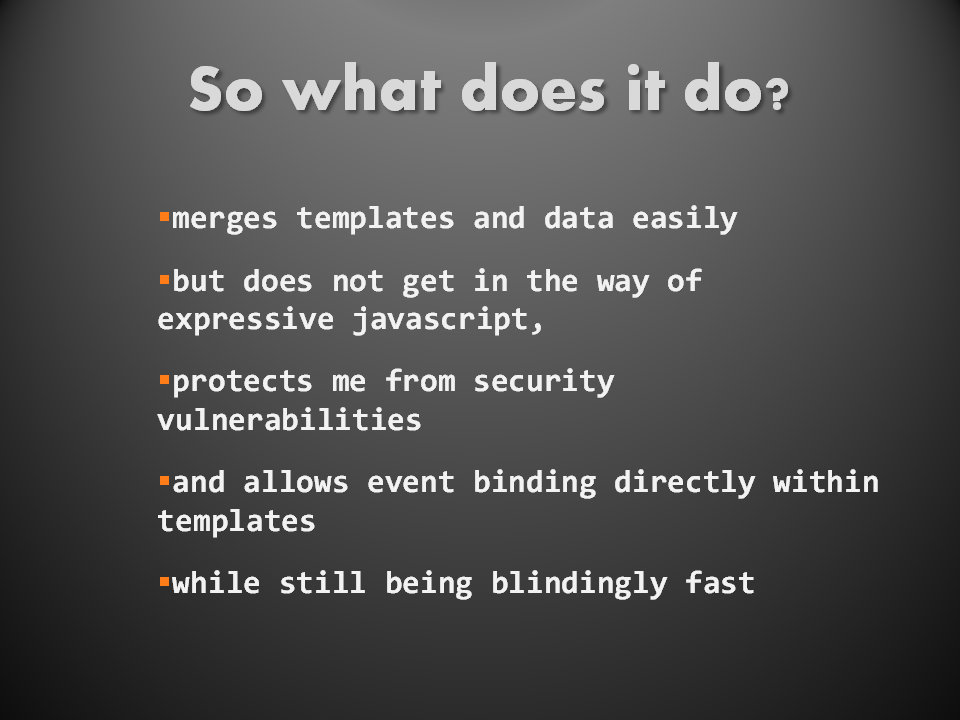 So what does it do?
▪merges templates and data easily
▪but does not get in the way of
expressive javascript,
▪protects me from security
vulnerabilities
▪and allows event binding directly within
templates
▪while still being blindingly fast